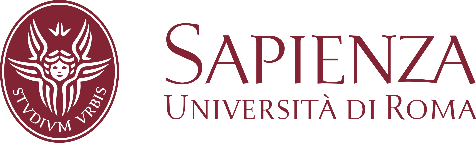 STVDIVM VRBIS
SAPIENZA
UNIVERSITÀ DI ROMA